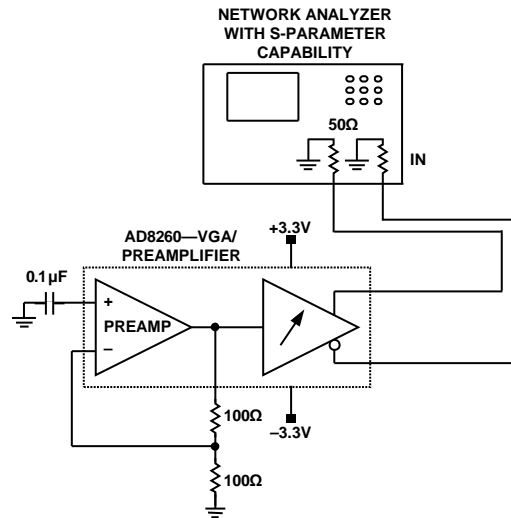 NETWORK ANALYZER
WITH S-PARAMETER
CAPABILITY
50Ω
IN
AD8260—VGA/
PREAMPLIFIER
+3.3V
0.1µF
+
PREAMP
–
100Ω
–3.3V
100Ω